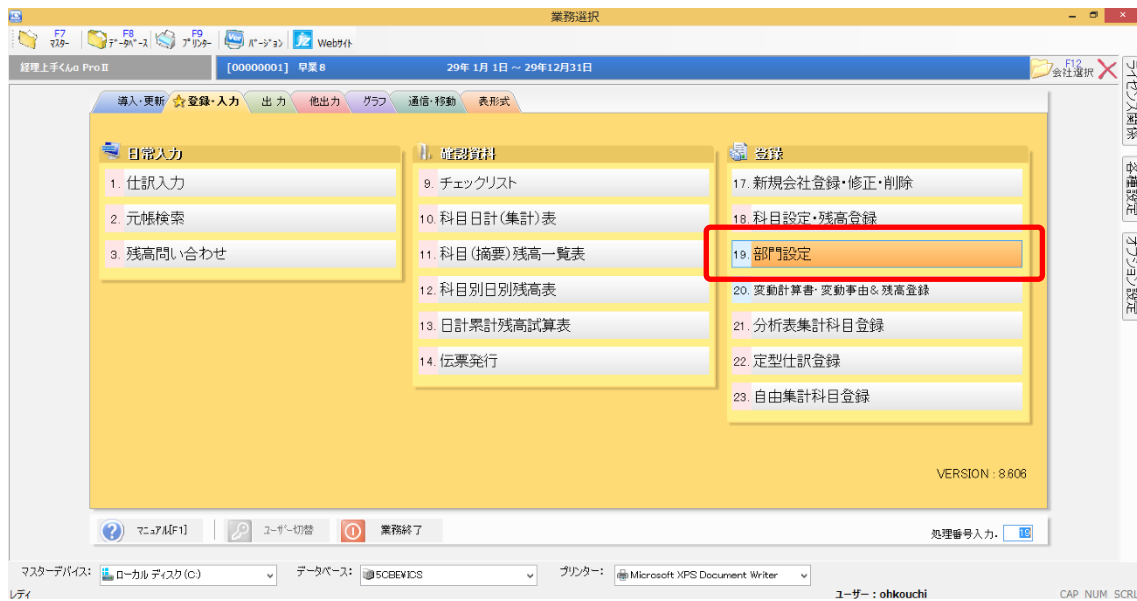 業務選択
F7 マスター
F8 データベース
F9 プリンター
バージョン
Webサイト
経理上手くんα ProⅡ
[00000001] 早業8
29年 1月 1日 ～ 29年12月31日
F12 会社選択
ライセンス関係
各種設定
オプション設定
導入・更新
登録・入力
出 力
他出力
グラフ
通信・移動
表形式
日常入力
1. 仕訳入力
2. 元帳検索
3. 残高問い合わせ
確認資料
9. チェックリスト
10. 科目日計(集計)表
11. 科目(摘要)残高一覧表
12. 科目別日別残高表
13. 日計累計残高試算表
14. 伝票発行
登録
17. 新規会社登録・修正・削除
18. 科目設定・残高登録
19. 部門設定
20. 変動計算書・変動事由&残高登録
21. 分析表集計科目登録
22. 定型仕訳登録
23. 自由集計科目登録
VERSION : 8.606
マニュアル[F1]
ユーザー切替
業務終了
処理番号入力. 19
マスターデバイス: ローカル ディスク (C:)
データベース: @50BE¥ICS
プリンター: Microsoft XPS Document Writer
レディ
ユーザー : ohkouchi
CAP NUM SCRL